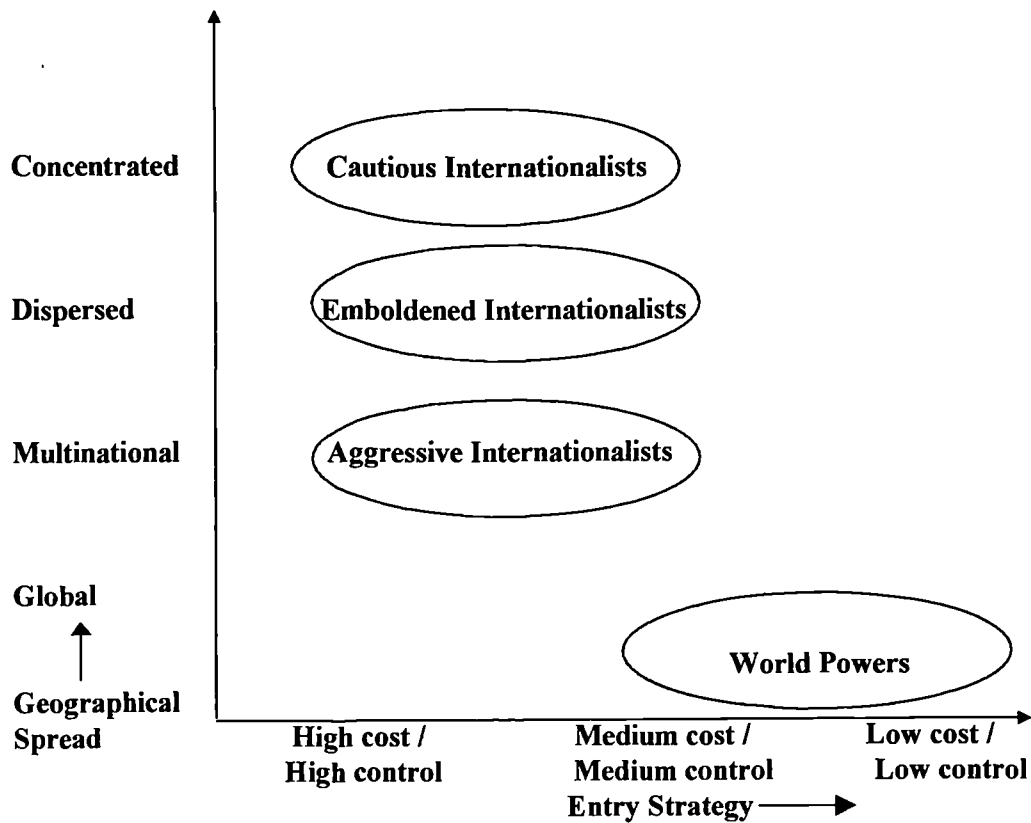 Concentrated
Cautious Internationalists
Dispersed
Emboldened Internationalists
Multinational
Aggressive Internationalists
Global
World Powers
Geographical
Spread
High cost /
High control
Medium cost /
Medium control
Low cost /
Low control
Entry Strategy